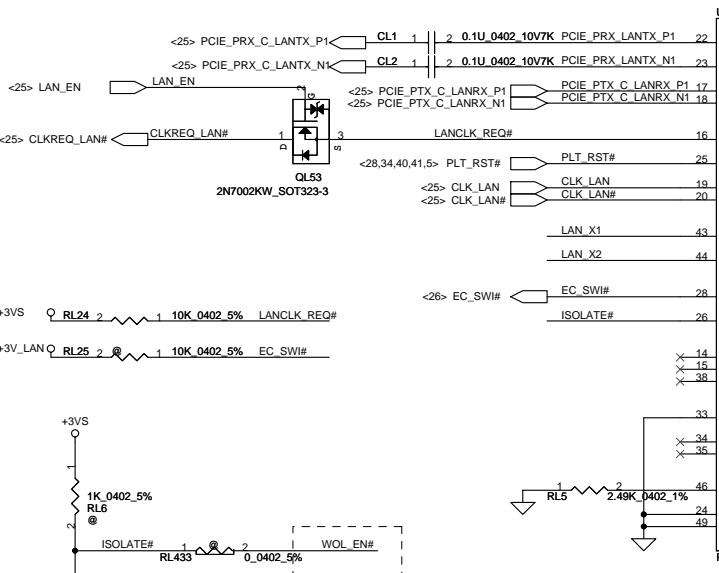 U
<25> PCIE_PRX_C_LANTX_P1 CL1 1 2 0.1U_0402_10V7K PCIE_PRX_LANTX_P1 22
<25> PCIE_PRX_C_LANTX_N1 CL2 1 2 0.1U_0402_10V7K PCIE_PRX_LANTX_N1 23
<25> LAN_EN LAN_EN
<25> PCIE_PTX_C_LANRX_P1 PCIE_PTX_C_LANRX_P1 17
<25> PCIE_PTX_C_LANRX_N1 PCIE_PTX_C_LANRX_N1 18
2
G
<25> CLKREQ_LAN# CLKREQ_LAN# 1 3 LANCLK_REQ# 16
D S
<28,34,40,41,5> PLT_RST# PLT_RST# 25
QL53
2N7002KW_SOT323-3
<25> CLK_LAN CLK_LAN 19
<25> CLK_LAN# CLK_LAN# 20
LAN_X1 43
LAN_X2 44
<26> EC_SWI# EC_SWI# 28
+3VS RL24 2 1 10K_0402_5% LANCLK_REQ#
ISOLATE# 26
+3V_LAN RL25 2 @ 1 10K_0402_5% EC_SWI#
14
15
38
+3VS
33
34
35
1
1K_0402_5%
RL6
@
2
RL5 1 2 2.49K_0402_1% 46
24
49
ISOLATE# RL433 1 @ 2 0_0402_5% WOL_EN#